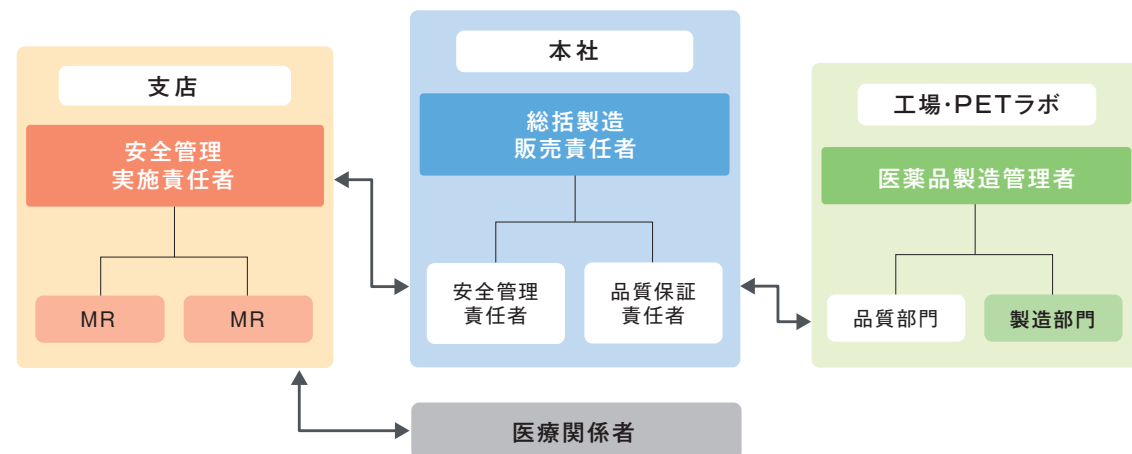 支店
安全管理
実施責任者
MR
MR
本社
総括製造
販売責任者
安全管理
責任者
品質保証
責任者
工場・PETラボ
医薬品製造管理者
品質部門
製造部門
医療関係者